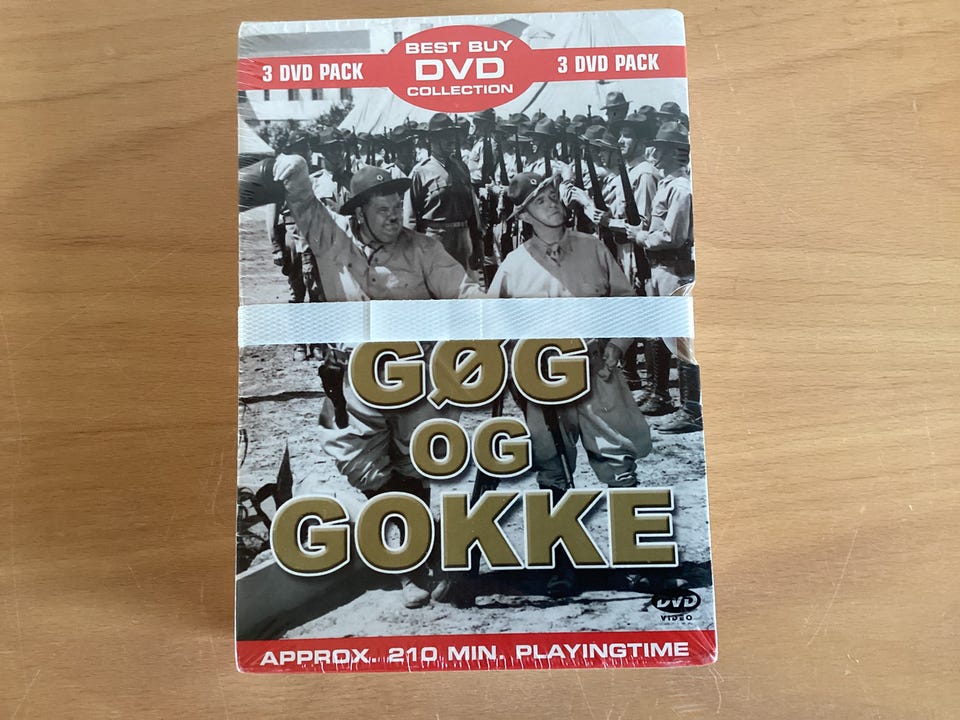 3 DVD PACK
BEST BUY
DVD
COLLECTION
3 DVD PACK
GØG
OG
GOKKE
DVD
VIDEO
APPROX. 210 MIN. PLAYINGTIME